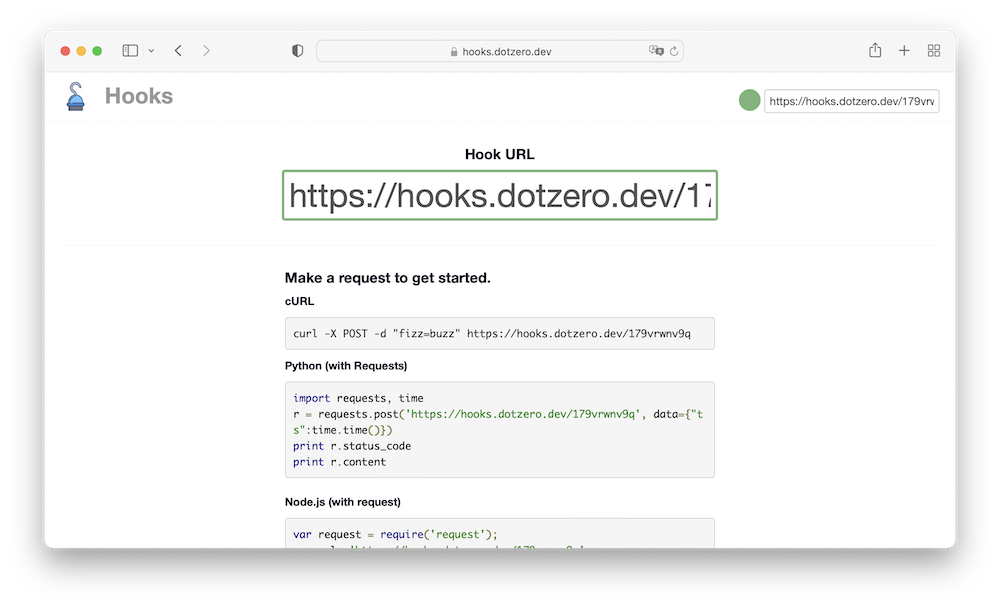 hooks.dotzero.dev
Hooks
https://hooks.dotzero.dev/179vrw
Hook URL
https://hooks.dotzero.dev/17
Make a request to get started.
cURL
curl -X POST -d "fizz=buzz" https://hooks.dotzero.dev/179vrwnv9q
Python (with Requests)
import requests, time
r = requests.post('https://hooks.dotzero.dev/179vrwnv9q', data={"t
s":time.time()})
print r.status_code
print r.content
Node.js (with request)
var request = require('request');